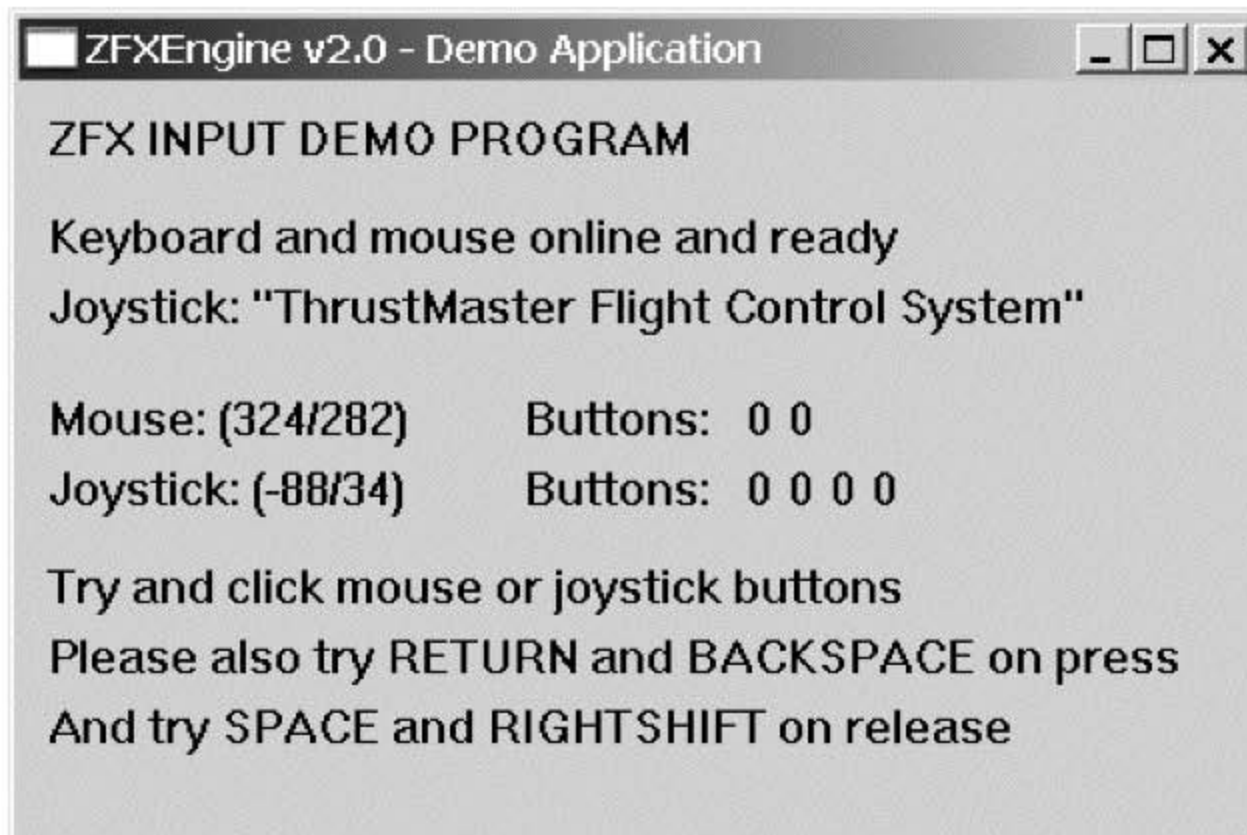 ZFXEngine v2.0 - Demo Application
ZFX INPUT DEMO PROGRAM
Keyboard and mouse online and ready
Joystick: "ThrustMaster Flight Control System"
Mouse: (324/282) Buttons: 0 0
Joystick: (-88/34) Buttons: 0 0 0 0
Try and click mouse or joystick buttons
Please also try RETURN and BACKSPACE on press
And try SPACE and RIGHTSHIFT on release